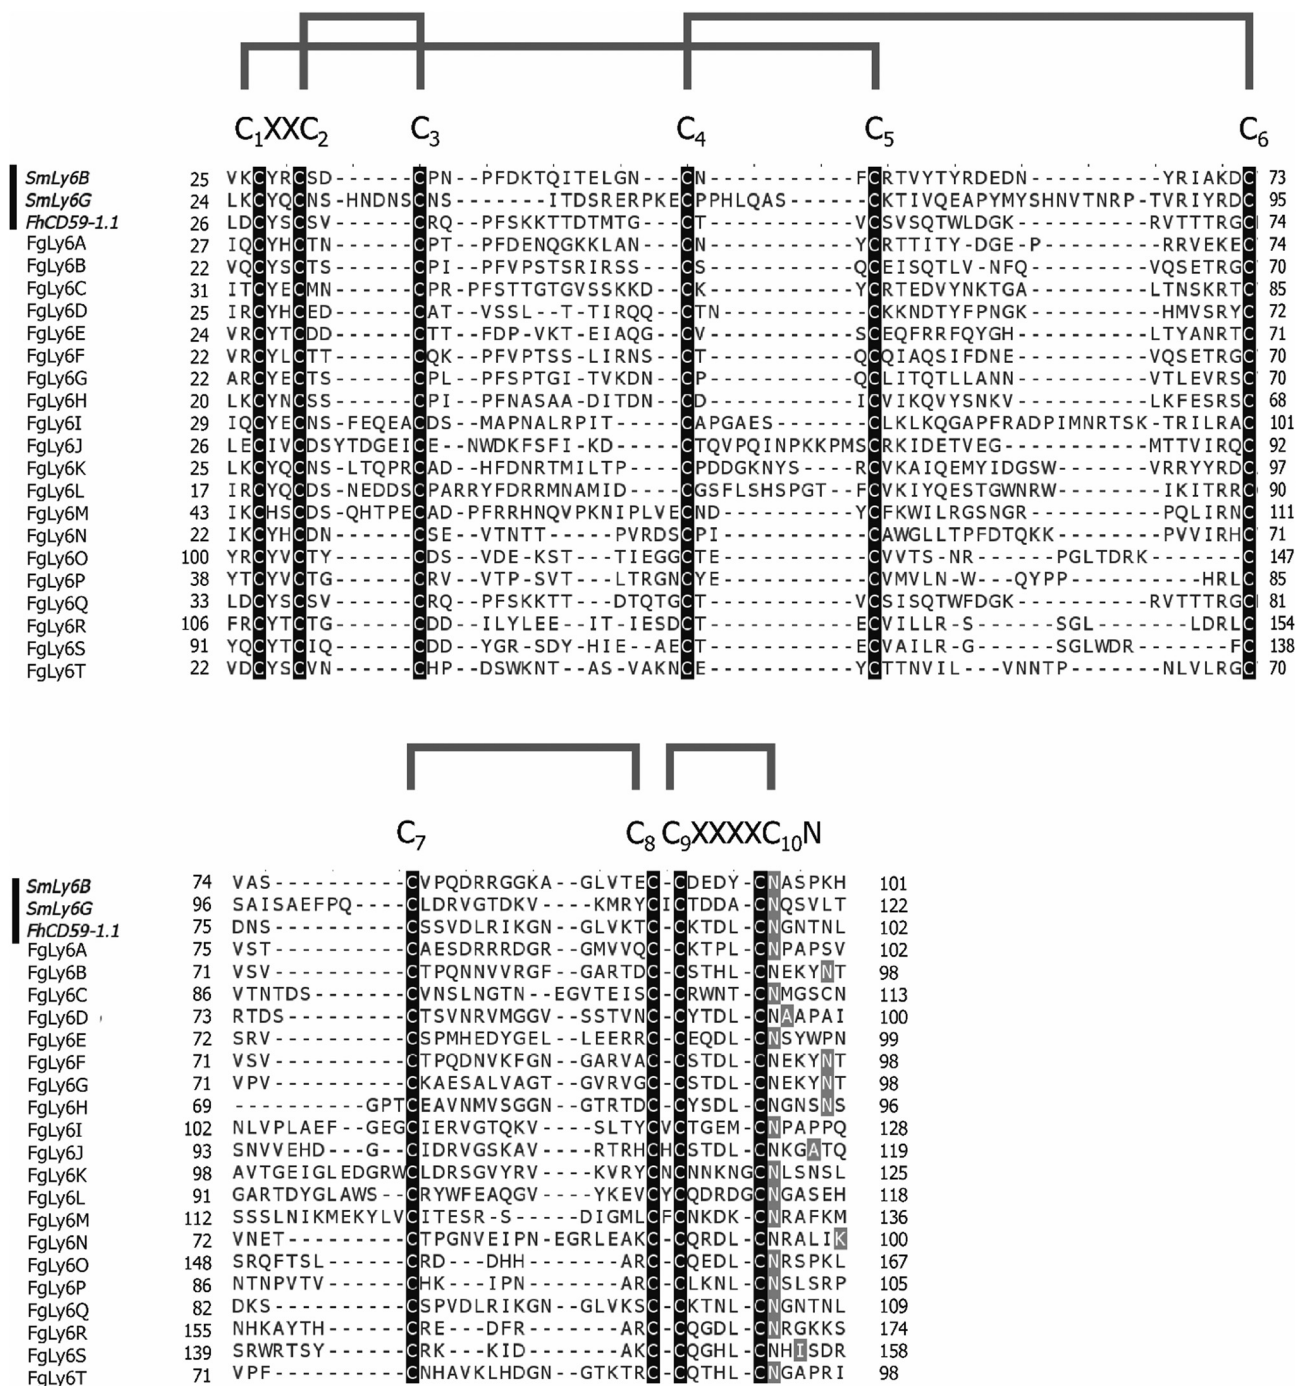 C1XXC2 C3 C4 C5 C6
SmLy6B 25 VKCYRCSD------CPN--PFDKTQITELGN---CN-----------FCRTVYTYRDEDN----------YRIAKDC 73
SmLy6G 24 LKCYQCNS-HNDNSCNS-------ITDSRERPKECPPHLQAS------CKTIVQEAPYMYSHNVTNRP-TVRIYRDC 95
FhCD59-1.1 26 LDCYSCSV------CRQ--PFSKKTTDTMTG----CT-----------VCSVSQTWLDGK----------RVTTTRGC 74
FgLy6A 27 IQCYHCTN------CPT--PFDENQGKKLAN---CN-----------YCRTTITY-DGE-P---------RRVEKEC 74
FgLy6B 22 VQCYSCTS------CPI--PFVPSTSRIRSS---CS-----------QCEISQTLV-NFQ---------VQSETRGC 70
FgLy6C 31 ITCYECMN------CPR-PFSTTGTGVSSKKD--CK-----------YCRTEDVYNKTGA---------LTNSKRTC 85
FgLy6D 25 IRCYHCED------CAT--VSSL--T-TIRQQ--CTN-----------CKKNDTYFPNGK---------HMVSRYC 72
FgLy6E 24 VRCYTCDD------CTT--FDP-VKT-EIAQG--CV-----------SCEQFRRFQYGH----------LTYANRTC 71
FgLy6F 22 VRCYLCTT------CQK--PFVPTSS-LIRNS--CT-----------QCQIAQSIFDNE----------VQSETRGC 70
FgLy6G 22 ARCYECTS------CPL--PFSPTGI-TVKDN--CP-----------QCLITQTLLANN----------VTLEVRSC 70
FgLy6H 20 LKCYNCSS------CPI--PFNASAA-DITDN--CD-----------ICVIKQVYSNKV----------LKFESRSC 68
FgLy6I 29 IQCYECNS-FEQEACDS--MAPNALRPIT-----CAPGAES-------CLKLKQGAPFRADPIMNRTSK-TRILRAC 101
FgLy6J 26 LECIVCDSYTDGEICE---NWDKFSFI-KD----CTQVPQINPKKPMSCRKIDETVEG-----------MTTVIRQC 92
FgLy6K 25 LKCYQCNS-LTQPRCAD--HFDNRTMILTP----CPDDGKNYS----RCVKAIQEMYIDGSW-------VRRYYRDC 97
FgLy6L 17 IRCYQCDS-NEDDSCPARRYFDRRMNAMID----CGSFLSHSPGT--FCVKIYQESTGWNRW--------IKITRRC 90
FgLy6M 43 IKCHSCDS-QHTPECAD-PFRRHNQVPKNIPLVECND----------YCFKWILRGSNGR---------PQLIRNC 111
FgLy6N 22 IKCYHCDN------CSE--VTNTT-----PVRDSCPI-----------CAWGLLTPFDTQKK-------PVVIRHC 71
FgLy6O 100 YRCYVCTY------CDS--VDE-KST--TIEGGCTE-----------CVVTS-NR------PGLTDRK-------C 147
FgLy6P 38 YTCYVCTG------CRV--VTP-SVT---LTRGNCYE-----------CVMVLN-W---QYPP----------HRLC 85
FgLy6Q 33 LDCYSCSV------CRQ--PFSKKTT---DTQTGCT-----------VCSISQTWFDGK----------RVTTTRGC 81
FgLy6R 106 FRCYTCTG------CDD--ILYLEE--IT-IESDCT-----------ECVILLR-S------SGL-------LDRLC 154
FgLy6S 91 YQCYTCIQ------CDD--YGR-SDY-HIE--AECT-----------ECVAILR-G------SGLWDR-------FC 138
FgLy6T 22 VDCYSCVN------CHP--DSWKNT--AS-VAKNCE-----------YCTTNVIL---VNNTP------NLVLRGC 70
C7 C8 C9XXXXC10N
SmLy6B 74 VAS----------CVPQDRRGGKA--GLVTEC-CDEDY-CNASPKH 101
SmLy6G 96 SAISAEFPQ----CLDRVGTDKV----KMRYCICTDDA-CNQSVLT 122
FhCD59-1.1 75 DNS----------CSSVDLRIKGN--GLVKTC-CKTDL-CNGNTNL 102
FgLy6A 75 VST----------CAESDRRRDGR--GMVVQC-CKTPL-CNPAPSV 102
FgLy6B 71 VSV----------CTPQNNVVRGF--GARTDC-CSTHL-CNEKYNT 98
FgLy6C 86 VTNTDS-------CVNSLNGTN--EGVTEISC-CRWNT-CNMGSCN 113
FgLy6D 73 RTDS---------CTSVNRVMGGV--SSTVNC-CYTDL-CNAAPAI 100
FgLy6E 72 SRV----------CSPMHEDYGEL--LEERRC-CEQDL-CNSYWPN 99
FgLy6F 71 VSV----------CTPQDNVKFGN--GARVAC-CSTDL-CNEKYNT 98
FgLy6G 71 VPV----------CKAESALVAGT--GVRVGC-CSTDL-CNEKYNT 98
FgLy6H 69 ----------GPTCEAVNMVSGGN--GTRTDC-CYSDL-CNGNSNS 96
FgLy6I 102 NLVPLAEF--GEGCIERVGTQKV----SLTYCVCTGEM-CNPAPPQ 128
FgLy6J 93 SNVVEHD---G--CIDRVGSKAV----RTRHCHCSTDL-CNKGATQ 119
FgLy6K 98 AVTGEIGLEDGRWCLDRSGVYRV----KVRYCNCNNKNGCNLSNSL 125
FgLy6L 91 GARTDYGLAWS--CRYWFEAQGV----YKEVCYCQDRDGCNGASEH 118
FgLy6M 112 SSSLNIKMEKYLVCITESR-S-----DIGMLCFCNKDK-CNRAFKM 136
FgLy6N 72 VNET---------CTPGNVEIPN-EGRLEAKC-CQRDL-CNRALIK 100
FgLy6O 148 SRQFTSL------CRD---DHH-------ARC-CQEDL-CNRSPKL 167
FgLy6P 86 NTNPVTV------CHK---IPN-------ARC-CLKNL-CNSLSRP 105
FgLy6Q 82 DKS----------CSPVDLRIKGN--GLVKSC-CKTNL-CNGNTNL 109
FgLy6R 155 NHKAYTH------CRE---DFR-------ARC-CQGDL-CNRGKKS 174
FgLy6S 139 SRWRTSY------CRK---KID-------AKC-CQGHL-CNHISDR 158
FgLy6T 71 VPF----------CNHAVKLHDGN--GTKTRC-CQTHL-CNGAPRI 98